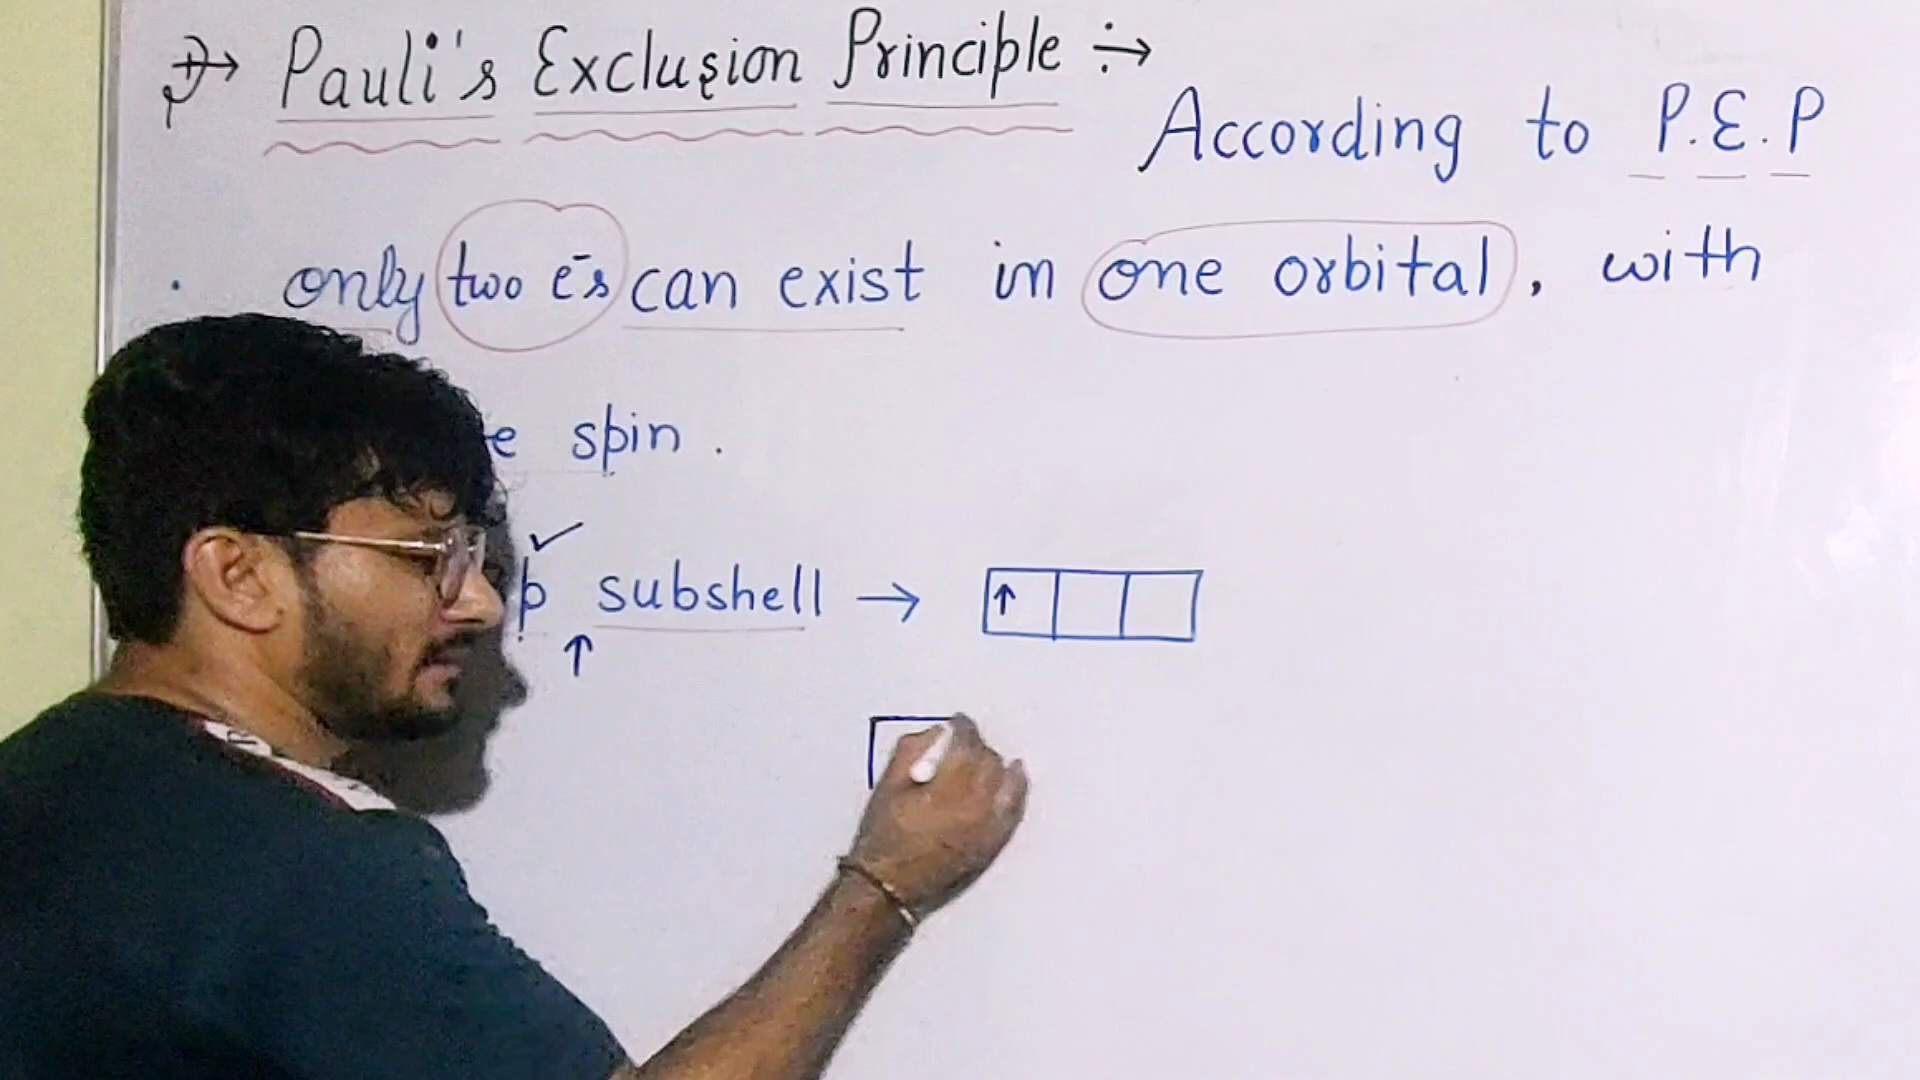 Pauli's Exclusion Principle :→
According to P.E.P
only two e⁻s can exist in one orbital, with
spin.
p subshell → ↑
↑